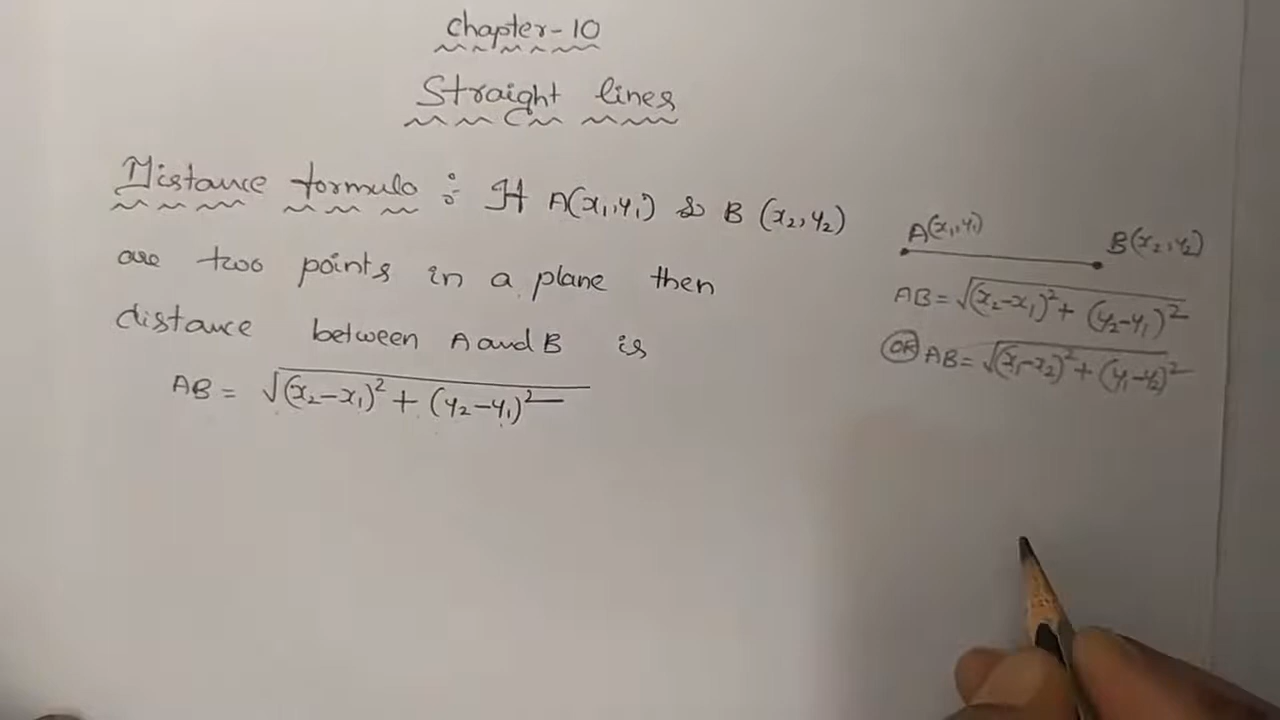 Chapter-10
Straight lines
Distance formula : If A(x₁,y₁) & B (x₂,y₂)
are two points in a plane then
distance between A and B is
AB = √(x₂-x₁)² + (y₂-y₁)²
A(x₁,y₁) B(x₂,y₂)
AB = √(x₂-x₁)² + (y₂-y₁)²
OR AB = √(x₁-x₂)² + (y₁-y₂)²